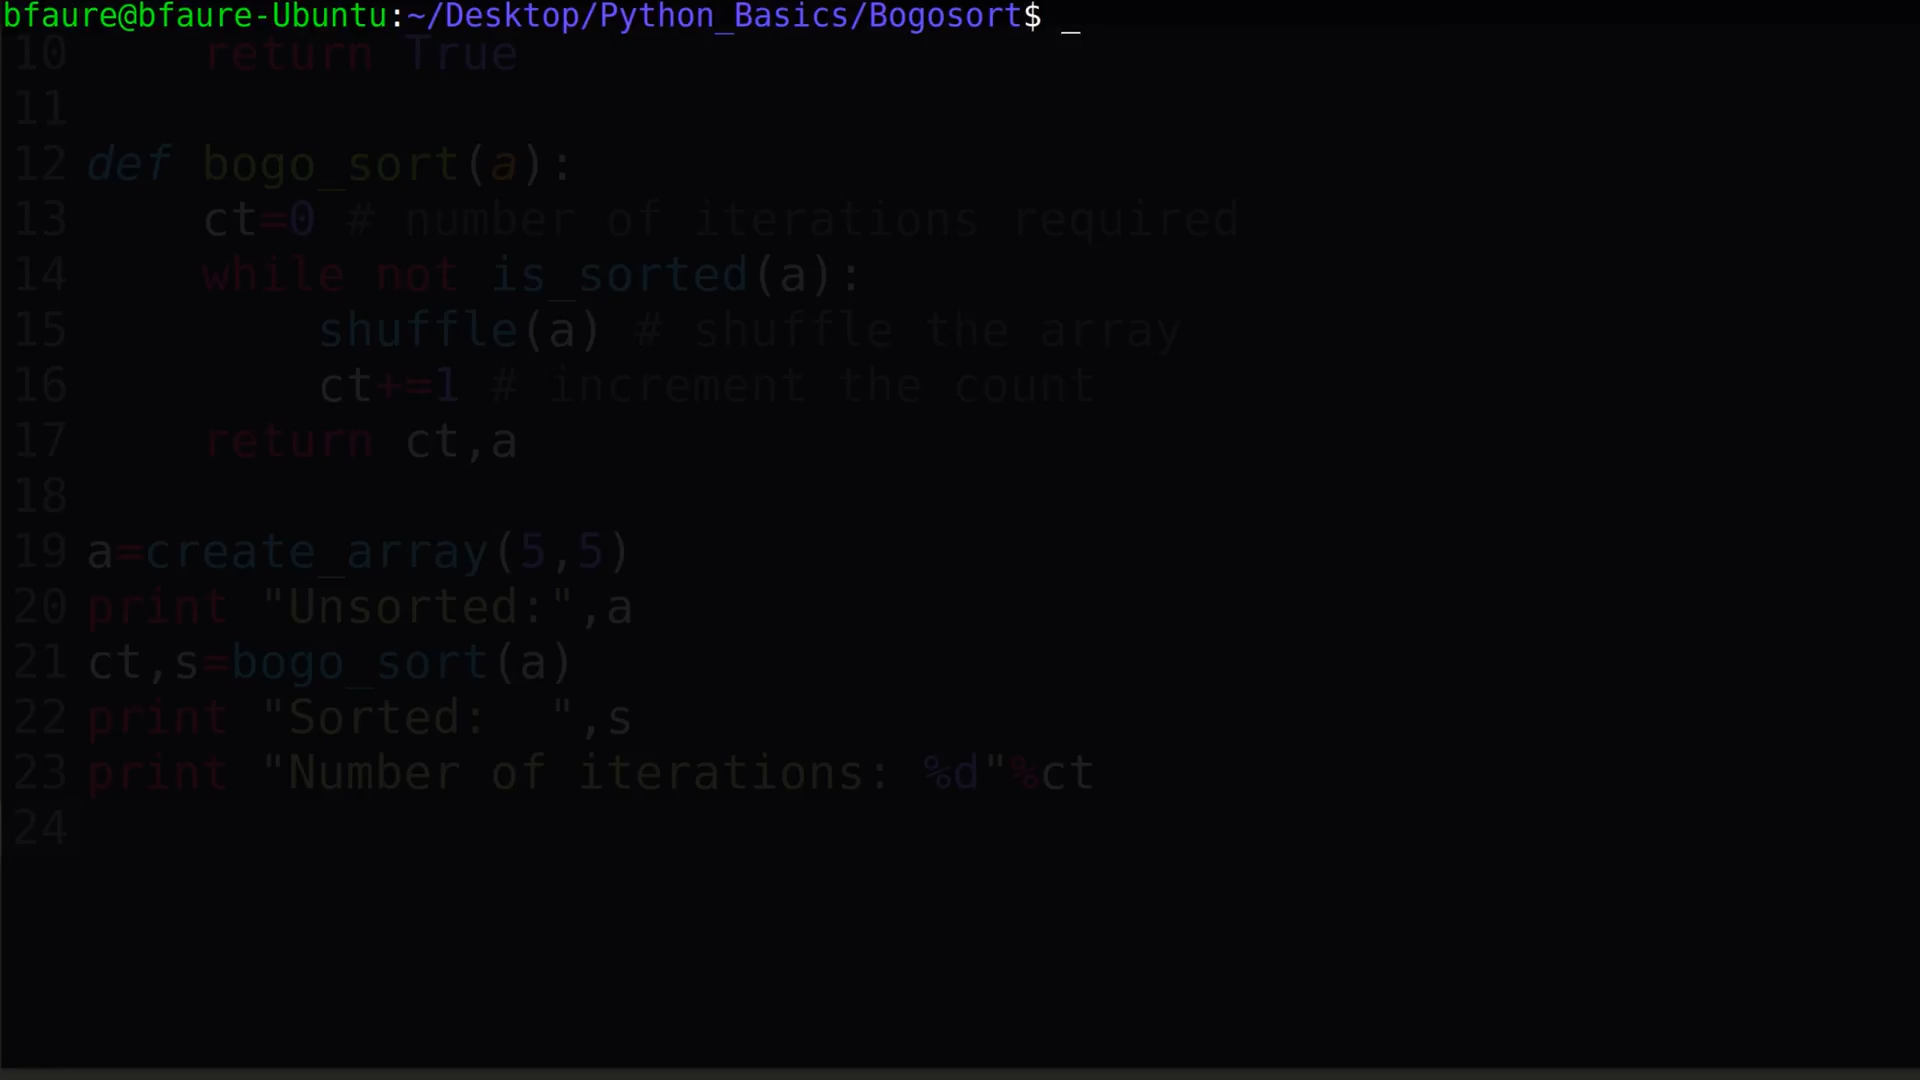 bfaure@bfaure-Ubuntu:~/Desktop/Python_Basics/Bogosort$ _
10     return True
11
12 def bogo_sort(a):
13     ct=0 # number of iterations required
14     while not is_sorted(a):
15         shuffle(a) # shuffle the array
16         ct+=1 # increment the count
17     return ct,a
18
19 a=create_array(5,5)
20 print "Unsorted:",a
21 ct,s=bogo_sort(a)
22 print "Sorted:  ",s
23 print "Number of iterations: %d"%ct
24